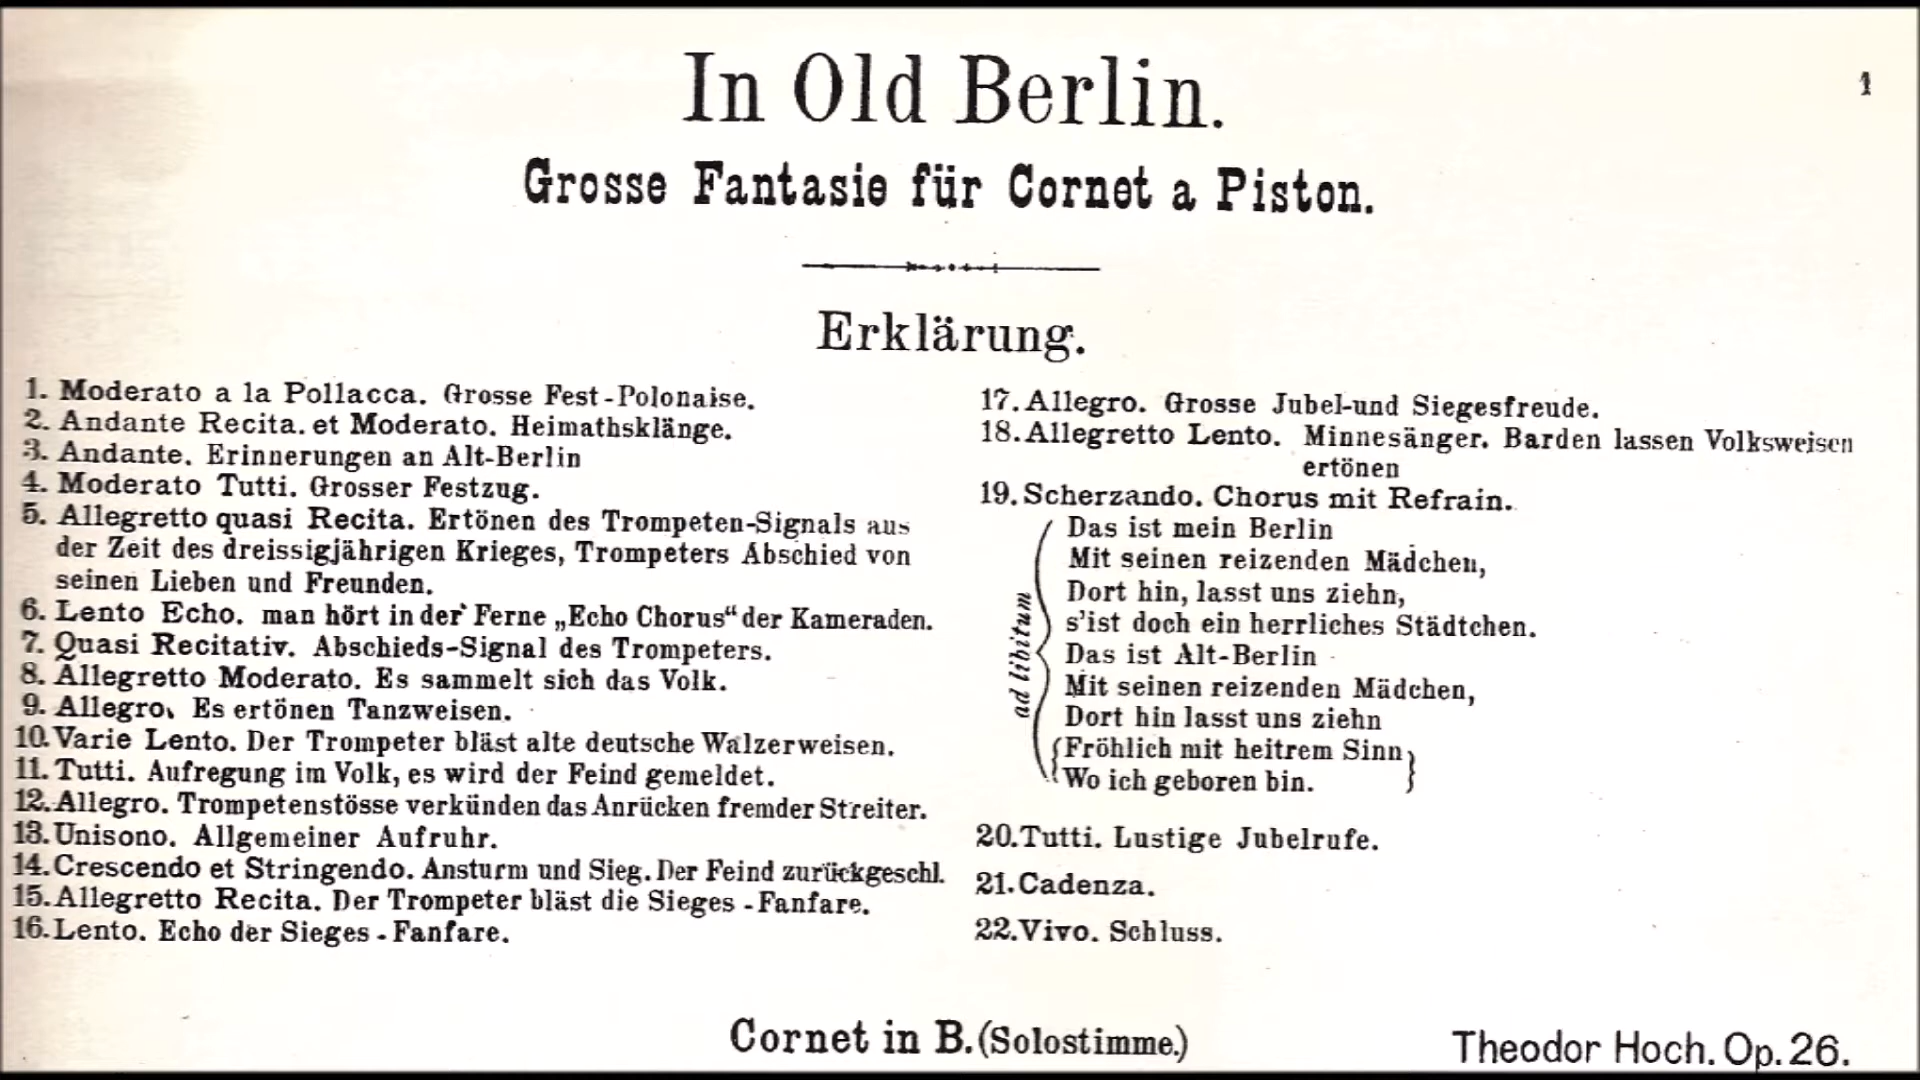 In Old Berlin.
1
Grosse Fantasie für Cornet a Piston.
Erklärung.
1. Moderato a la Pollacca. Grosse Fest-Polonaise.
2. Andante Recita. et Moderato. Heimathsklänge.
3. Andante. Erinnerungen an Alt-Berlin
4. Moderato Tutti. Grosser Festzug.
5. Allegretto quasi Recita. Ertönen des Trompeten-Signals aus
der Zeit des dreissigjährigen Krieges, Trompeters Abschied von
seinen Lieben und Freunden.
6. Lento Echo. man hört in der Ferne „Echo Chorus“ der Kameraden.
7. Quasi Recitativ. Abschieds-Signal des Trompeters.
8. Allegretto Moderato. Es sammelt sich das Volk.
9. Allegro. Es ertönen Tanzweisen.
10. Varie Lento. Der Trompeter bläst alte deutsche Walzerweisen.
11. Tutti. Aufregung im Volk, es wird der Feind gemeldet.
12. Allegro. Trompetenstösse verkünden das Anrücken fremder Streiter.
13. Unisono. Allgemeiner Aufruhr.
14. Crescendo et Stringendo. Ansturm und Sieg. Der Feind zurückgeschl.
15. Allegretto Recita. Der Trompeter bläst die Sieges-Fanfare.
16. Lento. Echo der Sieges-Fanfare.
17. Allegro. Grosse Jubel-und Siegesfreude.
18. Allegretto Lento. Minnesänger. Barden lassen Volksweisen
ertönen
19. Scherzando. Chorus mit Refrain.
ad libitum
Das ist mein Berlin
Mit seinen reizenden Mädchen,
Dort hin, lasst uns ziehn,
s'ist doch ein herrliches Städtchen.
Das ist Alt-Berlin
Mit seinen reizenden Mädchen,
Dort hin lasst uns ziehn
Fröhlich mit heitrem Sinn
Wo ich geboren bin.
20. Tutti. Lustige Jubelrufe.
21. Cadenza.
22. Vivo. Schluss.
Cornet in B. (Solostimme.)
Theodor Hoch. Op. 26.